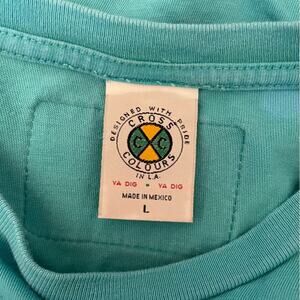 DESIGNED WITH PRIDE
CROSS
C C
COLOURS
IN L.A.
YA DIG = YA DIG
MADE IN MEXICO
L